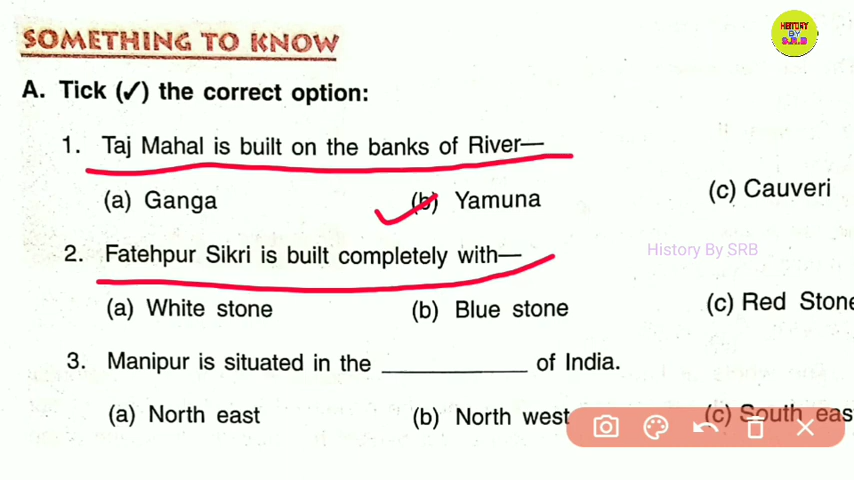 SOMETHING TO KNOW
HISTORY
BY
S.R.B
A. Tick (✓) the correct option:
1. Taj Mahal is built on the banks of River—
(a) Ganga (b) Yamuna (c) Cauveri
2. Fatehpur Sikri is built completely with—
History By SRB
(a) White stone (b) Blue stone (c) Red Stone
3. Manipur is situated in the ____________ of India.
(a) North east (b) North west (c) South eas